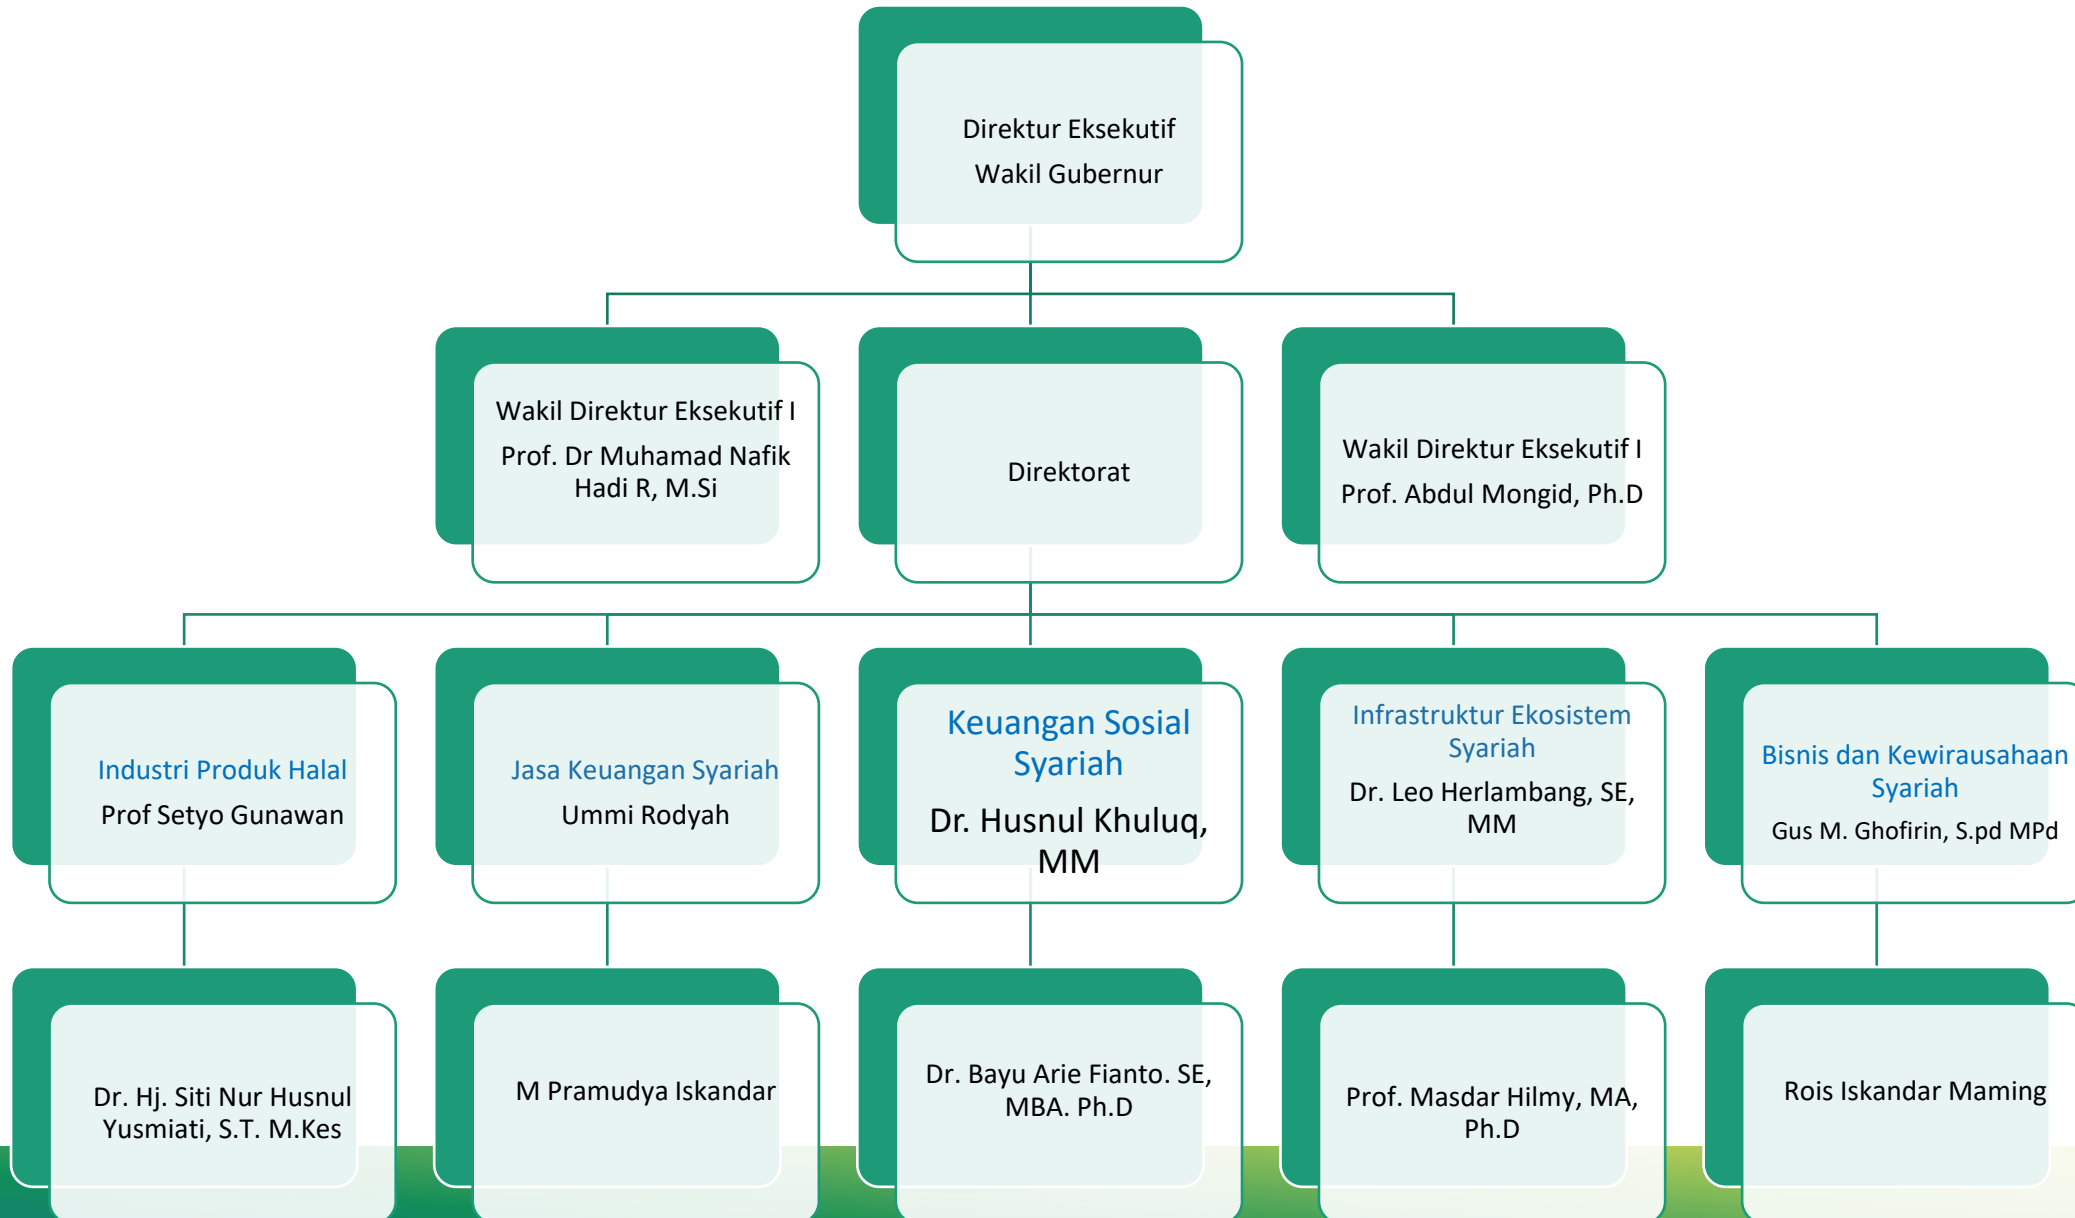 Direktur Eksekutif
Wakil Gubernur
Wakil Direktur Eksekutif I
Prof. Dr Muhamad Nafik
Hadi R, M.Si
Direktorat
Wakil Direktur Eksekutif I
Prof. Abdul Mongid, Ph.D
Industri Produk Halal
Prof Setyo Gunawan
Jasa Keuangan Syariah
Ummi Rodyah
Keuangan Sosial
Syariah
Dr. Husnul Khuluq,
MM
Infrastruktur Ekosistem
Syariah
Dr. Leo Herlambang, SE,
MM
Bisnis dan Kewirausahaan
Syariah
Gus M. Ghofirin, S.pd MPd
Dr. Hj. Siti Nur Husnul
Yusmiati, S.T. M.Kes
M Pramudya Iskandar
Dr. Bayu Arie Fianto. SE,
MBA. Ph.D
Prof. Masdar Hilmy, MA,
Ph.D
Rois Iskandar Maming